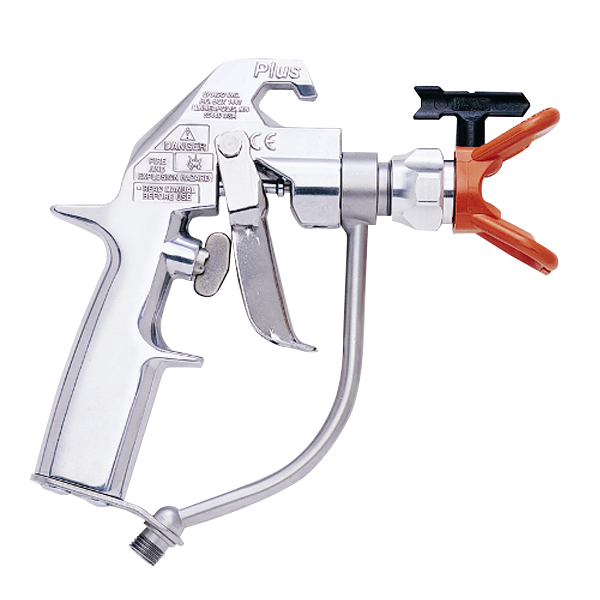 Plus
GRACO INC.
P.O. BOX 1441
MINNEAPOLIS, MN
55440 USA
DANGER
CE
FIRE
AND
EXPLOSION HAZARD
READ MANUAL
BEFORE USE